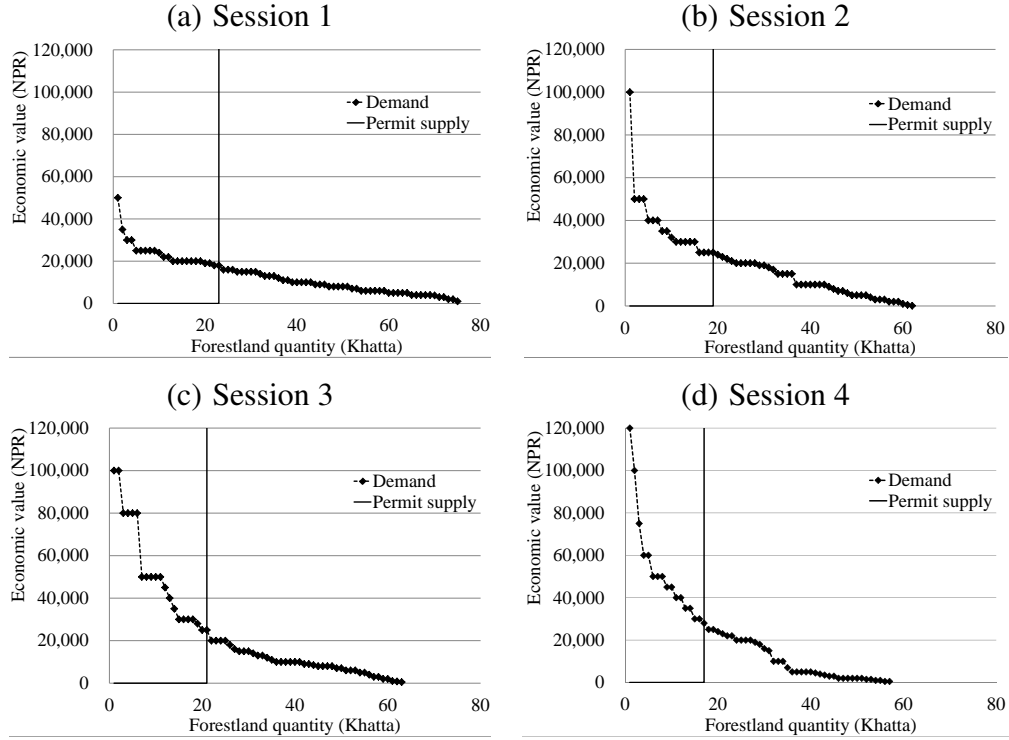 (a) Session 1
Economic value (NPR)
120,000
100,000
80,000
60,000
40,000
20,000
0
Demand
Permit supply
0 20 40 60 80
Forestland quantity (Khatta)
(b) Session 2
Economic value (NPR)
120,000
100,000
80,000
60,000
40,000
20,000
0
Demand
Permit supply
0 20 40 60 80
Forestland quantity (Khatta)
(c) Session 3
Economic value (NPR)
120,000
100,000
80,000
60,000
40,000
20,000
0
Demand
Permit supply
0 20 40 60 80
Forestland quantity (Khatta)
(d) Session 4
Economic value (NPR)
120,000
100,000
80,000
60,000
40,000
20,000
0
Demand
Permit supply
0 20 40 60 80
Forestland quantity (Khatta)